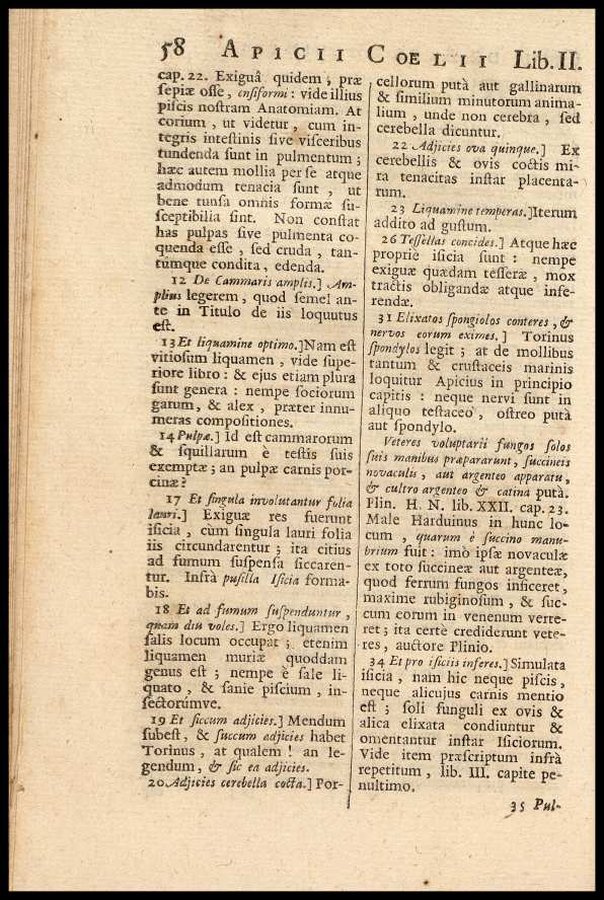 58 APICII COELII Lib. II.
cap. 22. Exiguâ quidem, præ
ſepiæ oſſe, enſiformi: vide illius
piſcis noſtram Anatomiam. At
corium, ut videtur, cum in-
tegris inteſtinis ſive viſceribus
tundenda ſunt in pulmentum;
hæc autem mollia per ſe atque
admodum tenacia ſunt, ut
bene tunſa omnis formæ ſu-
ſceptibilia ſint. Non conſtat
has pulpas ſive pulmenta co-
quenda eſſe, ſed cruda, tan-
tumque condita, edenda.
12 De Cammaris amplis.] Am-
plius legerem, quod ſemel an-
te in Titulo de iis loquutus
eſt.
13 Et liquamine optimo.] Nam eſt
vitioſum liquamen, vide ſupe-
riore libro: & ejus etiam plura
ſunt genera: nempe ſociorum
garum, & alex, præter innu-
meras compoſitiones.
14 Pulpæ.] Id eſt cammarorum
& ſquillarum è teſtis ſuis
exemptæ; an pulpæ carnis por-
cinæ?
17 Et ſingula involutantur folia
lauri.] Exiguæ res fuerunt
iſicia, cùm ſingula lauri folia
iis circundarentur; ita citius
ad fumum ſuſpenſa ſiccaren-
tur. Infrà puſilla Iſicia forma-
bis.
18 Et ad fumum ſuſpenduntur,
quam diu voles.] Ergo liquamen
ſalis locum occupat; etenim
liquamen muriæ quoddam
genus eſt; nempe è ſale li-
quato, & ſanie piſcium, in-
ſectorumve.
19 Et ſiccum adjicies.] Mendum
ſubeſt, & ſuccum adjicies habet
Torinus, at qualem! an le-
gendum, & ſic ea adjicies.
20 Adjicies cerebella cocta.] Por-
cellorum putà aut gallinarum
& ſimilium minutorum anima-
lium, unde non cerebra, ſed
cerebella dicuntur.
22 Adjicies ova quinque.] Ex
cerebellis & ovis coctis mi-
ra tenacitas inſtar placenta-
rum.
23 Liquamine temperas.] Iterum
addito ad guſtum.
26 Teſſellas concides.] Atque hæc
propriè iſicia ſunt: nempe
exiguæ quædam teſſeræ, mox
tractis obligandæ atque infe-
rendæ.
31 Elixatos ſpongiolos conteres, &
nervos eorum eximes.] Torinus
ſpondylos legit; at de mollibus
tantum & cruſtaceis marinis
loquitur Apicius in principio
capitis: neque nervi ſunt in
aliquo teſtaceo, oſtreo putà
aut ſpondylo.
Veteres voluptarii fungos ſolos
ſuis manibus præpararunt, ſuccineis
novaculis, aut argenteo apparatu,
& cultro argenteo & catina putà.
Plin. H. N. lib. XXII. cap. 23.
Male Harduinus in hunc lo-
cum, quarum è ſuccino manu-
brium fuit: imò ipſæ novaculæ
ex toto ſuccineæ aut argenteæ,
quod ferrum fungos inficeret,
maxime rubiginoſum, & ſuc-
cum eorum in venenum verte-
ret; ita certè crediderunt vete-
res, auctore Plinio.
34 Et pro iſiciis inferes.] Simulata
iſicia, nam hic neque piſcis,
neque alicujus carnis mentio
eſt; ſoli funguli ex ovis &
alica elixata condiuntur &
omentantur inſtar Iſiciorum.
Vide item præſcriptum infrà
repetitum, lib. III. capite pe-
nultimo.
35 Pul-